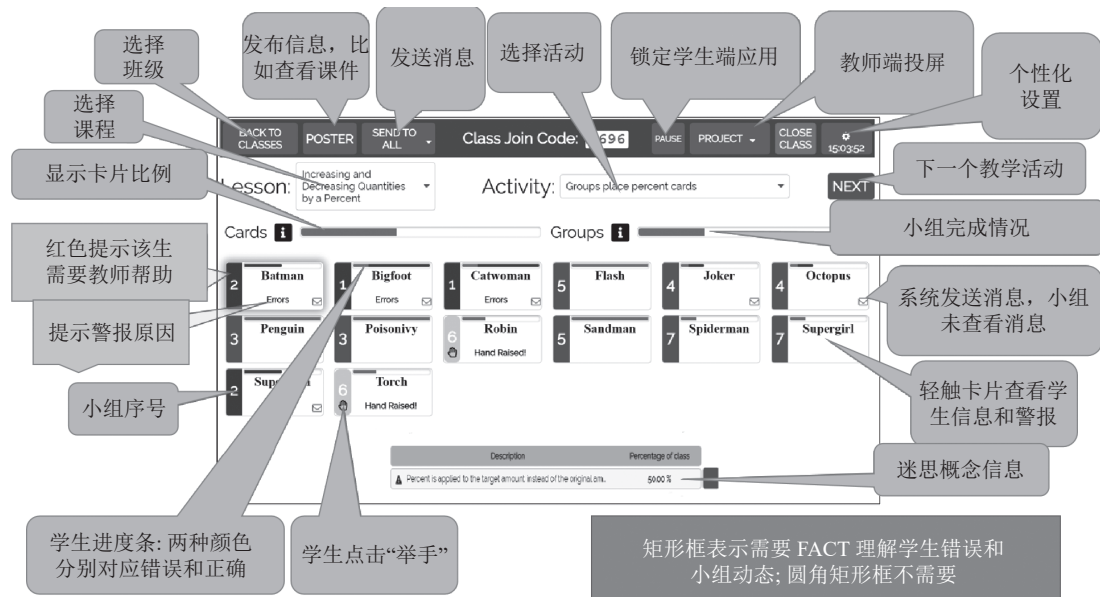 选择
班级
发布信息，比
如查看课件
发送消息
选择活动
锁定学生端应用
教师端投屏
个性化
设置
选择
课程
BACK TO
CLASSES
POSTER
SEND TO
ALL
Class Join Code:
696
PAUSE
PROJECT
CLOSE
CLASS
15:03:52
显示卡片比例
Lesson:
Increasing and
Decreasing Quantities
by a Percent
Activity:
Groups place percent cards
NEXT
下一个教学活动
Cards i
Groups i
小组完成情况
红色提示该生
需要教师帮助
2 Batman
Errors
1 Bigfoot
Errors
1 Catwoman
Errors
5 Flash
4 Joker
4 Octopus
系统发送消息，小组
未查看消息
提示警报原因
3 Penguin
3 Poisonivy
6 Robin
Hand Raised!
5 Sandman
7 Spiderman
7 Supergirl
小组序号
2
6 Torch
Hand Raised!
轻触卡片查看学
生信息和警报
Description
Percentage of class
Percent is applied to the target amount instead of the original am..
50.00 %
迷思概念信息
学生进度条: 两种颜色
分别对应错误和正确
学生点击“举手”
矩形框表示需要 FACT 理解学生错误和
小组动态; 圆角矩形框不需要